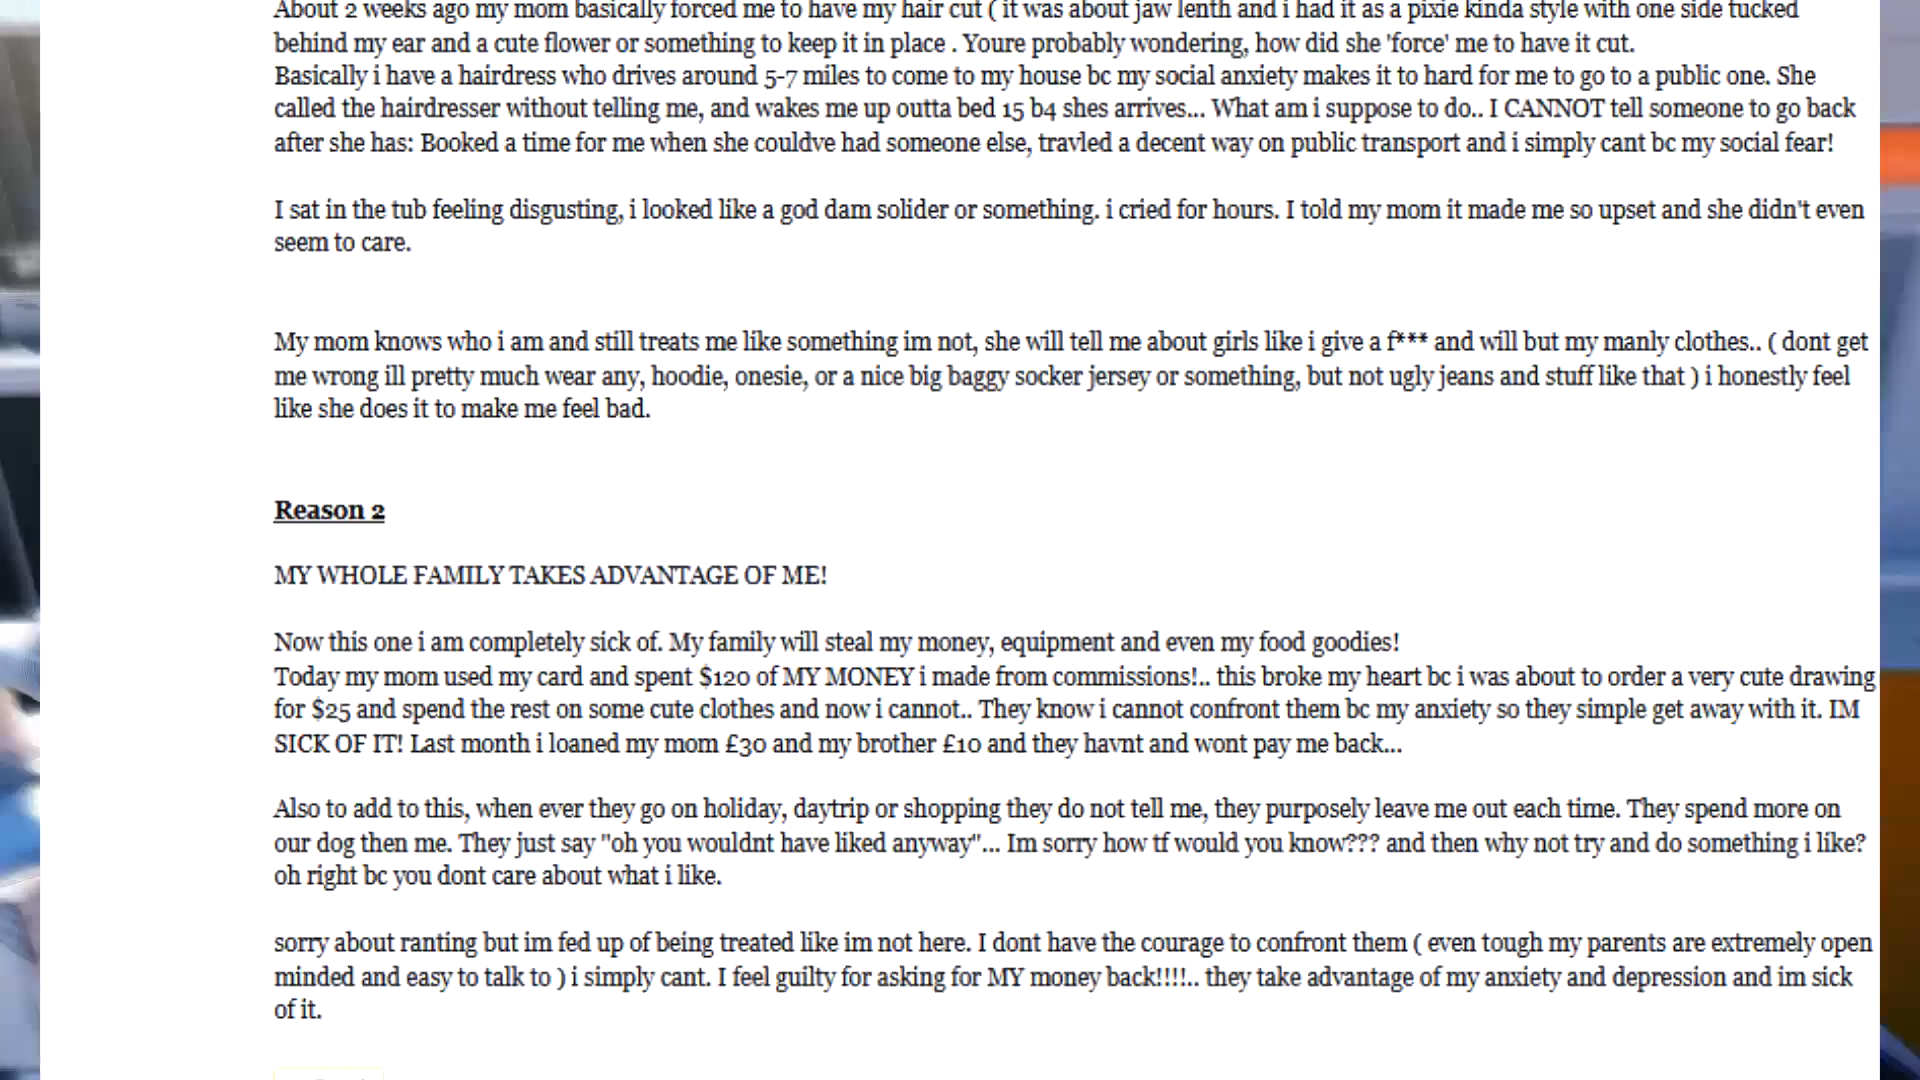 About 2 weeks ago my mom basically forced me to have my hair cut ( it was about jaw lenth and i had it as a pixie kinda style with one side tucked
behind my ear and a cute flower or something to keep it in place . Youre probably wondering, how did she 'force' me to have it cut.
Basically i have a hairdress who drives around 5-7 miles to come to my house bc my social anxiety makes it to hard for me to go to a public one. She
called the hairdresser without telling me, and wakes me up outta bed 15 b4 shes arrives... What am i suppose to do.. I CANNOT tell someone to go back
after she has: Booked a time for me when she couldve had someone else, travled a decent way on public transport and i simply cant bc my social fear!
I sat in the tub feeling disgusting, i looked like a god dam solider or something. i cried for hours. I told my mom it made me so upset and she didn't even
seem to care.
My mom knows who i am and still treats me like something im not, she will tell me about girls like i give a f*** and will but my manly clothes.. ( dont get
me wrong ill pretty much wear any, hoodie, onesie, or a nice big baggy socker jersey or something, but not ugly jeans and stuff like that ) i honestly feel
like she does it to make me feel bad.
Reason 2
MY WHOLE FAMILY TAKES ADVANTAGE OF ME!
Now this one i am completely sick of. My family will steal my money, equipment and even my food goodies!
Today my mom used my card and spent $120 of MY MONEY i made from commissions!.. this broke my heart bc i was about to order a very cute drawing
for $25 and spend the rest on some cute clothes and now i cannot.. They know i cannot confront them bc my anxiety so they simple get away with it. IM
SICK OF IT! Last month i loaned my mom £30 and my brother £10 and they havnt and wont pay me back...
Also to add to this, when ever they go on holiday, daytrip or shopping they do not tell me, they purposely leave me out each time. They spend more on
our dog then me. They just say "oh you wouldnt have liked anyway"... Im sorry how tf would you know??? and then why not try and do something i like?
oh right bc you dont care about what i like.
sorry about ranting but im fed up of being treated like im not here. I dont have the courage to confront them ( even tough my parents are extremely open
minded and easy to talk to ) i simply cant. I feel guilty for asking for MY money back!!!!.. they take advantage of my anxiety and depression and im sick
of it.